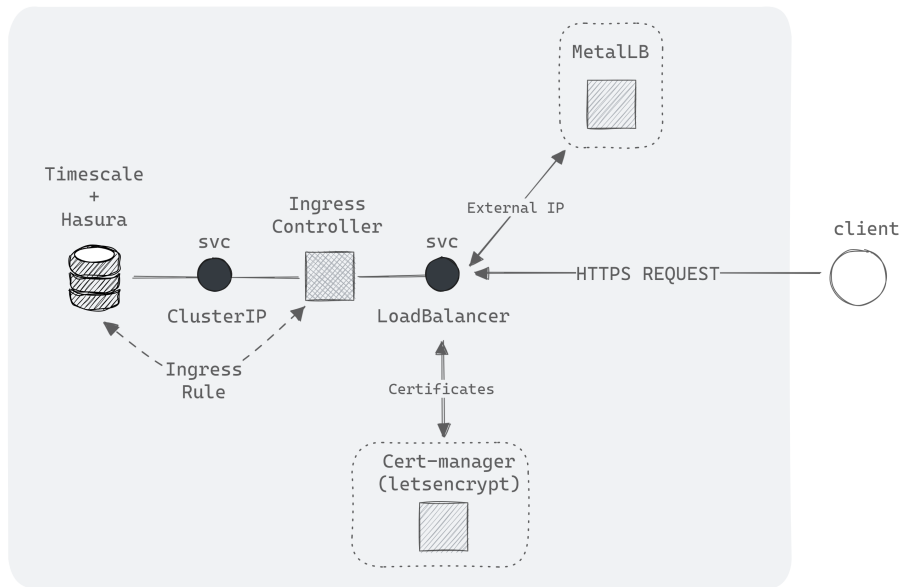 MetalLB
Timescale
+
Hasura
Ingress
Controller
External IP
svc
svc
client
HTTPS REQUEST
ClusterIP
LoadBalancer
Ingress
Rule
Certificates
Cert-manager
(letsencrypt)